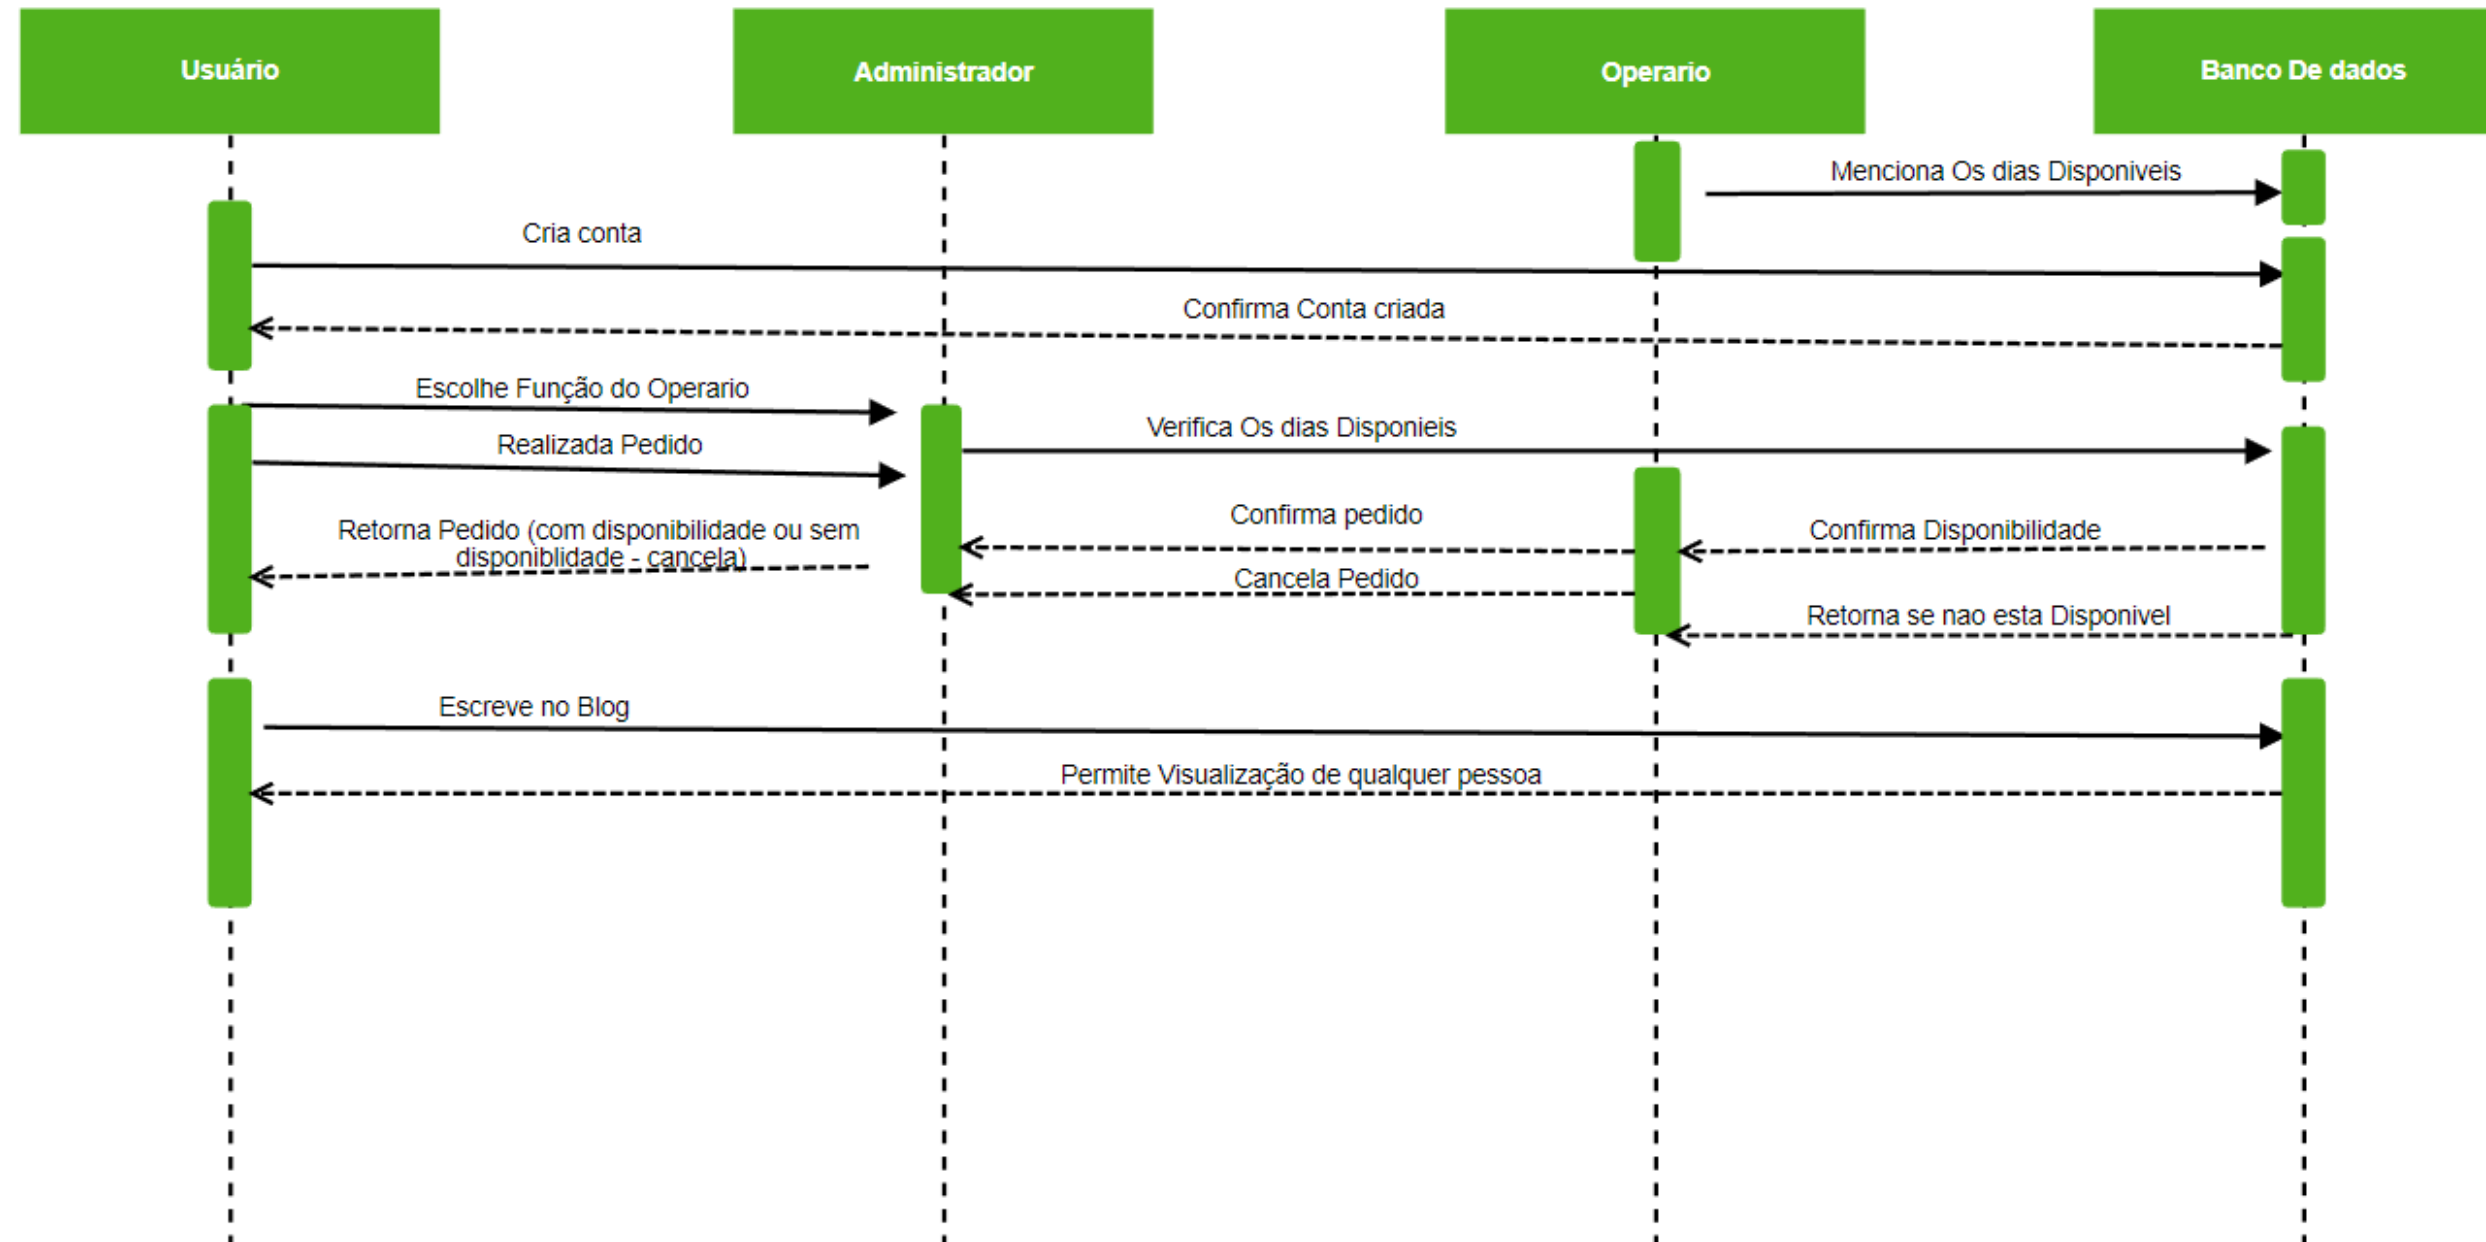 Usuário
Administrador
Operario
Banco De dados
Menciona Os dias Disponiveis
Cria conta
Confirma Conta criada
Escolhe Função do Operario
Verifica Os dias Disponieis
Realizada Pedido
Confirma pedido
Retorna Pedido (com disponibilidade ou sem
disponiblidade - cancela)
Confirma Disponibilidade
Cancela Pedido
Retorna se nao esta Disponivel
Escreve no Blog
Permite Visualização de qualquer pessoa